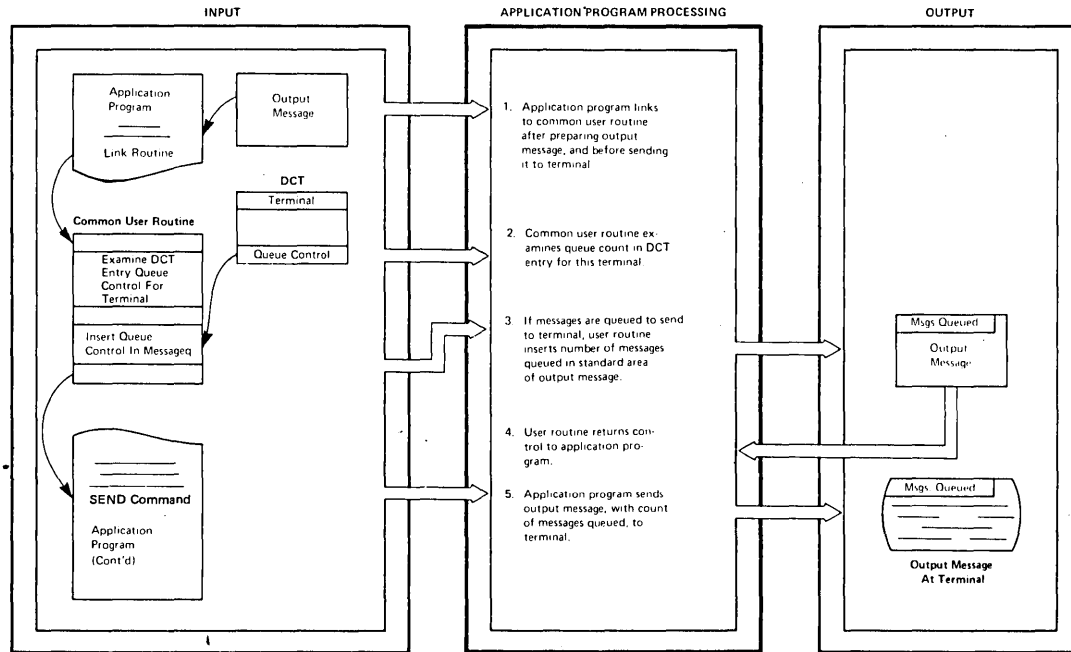 INPUT
Application
Program
Link Routine
Output
Message
DCT
Terminal
Queue Control
Common User Routine
Examine DCT
Entry Queue
Control For
Terminal
Insert Queue
Control In Messageq
SEND Command
Application
Program
(Cont'd)
APPLICATION PROGRAM PROCESSING
1. Application program links
to common user routine
after preparing output
message, and before sending
it to terminal
2. Common user routine ex-
amines queue count in DCT
entry for this terminal
3. If messages are queued to send
to terminal, user routine
inserts number of messages
queued in standard area
of output message.
4. User routine returns con-
trol to application pro-
gram.
5. Application program sends
output message, with count
of messages queued, to
terminal.
OUTPUT
Msgs Queued
Output
Message
Msgs. Queued
Output Message
At Terminal